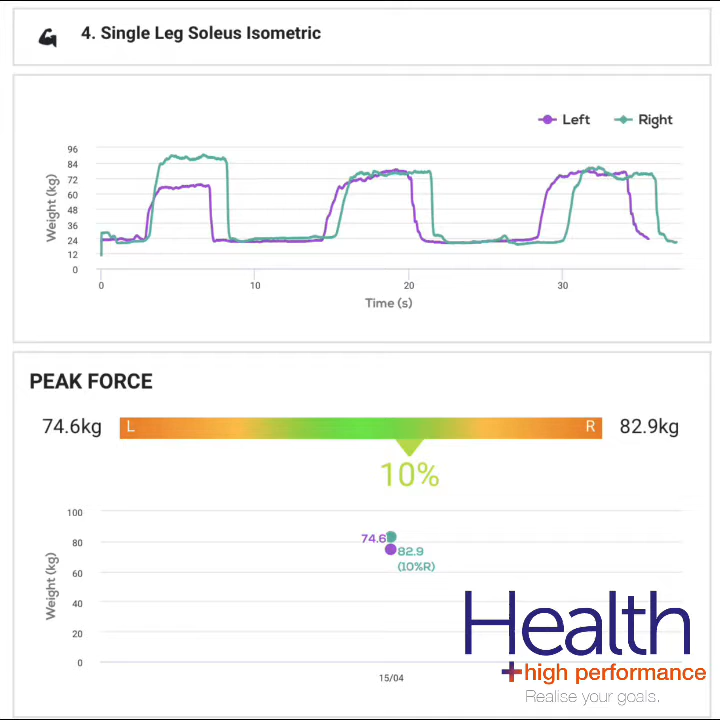 4. Single Leg Soleus Isometric
Left Right
Weight (kg)
96
84
72
60
48
36
24
12
0
0 10 20 30
Time (s)
PEAK FORCE
74.6kg L R 82.9kg
10%
Weight (kg)
100
80
60
40
20
0
74.6
82.9
(10%R)
15/04
Health
+high performance
Realise your goals.